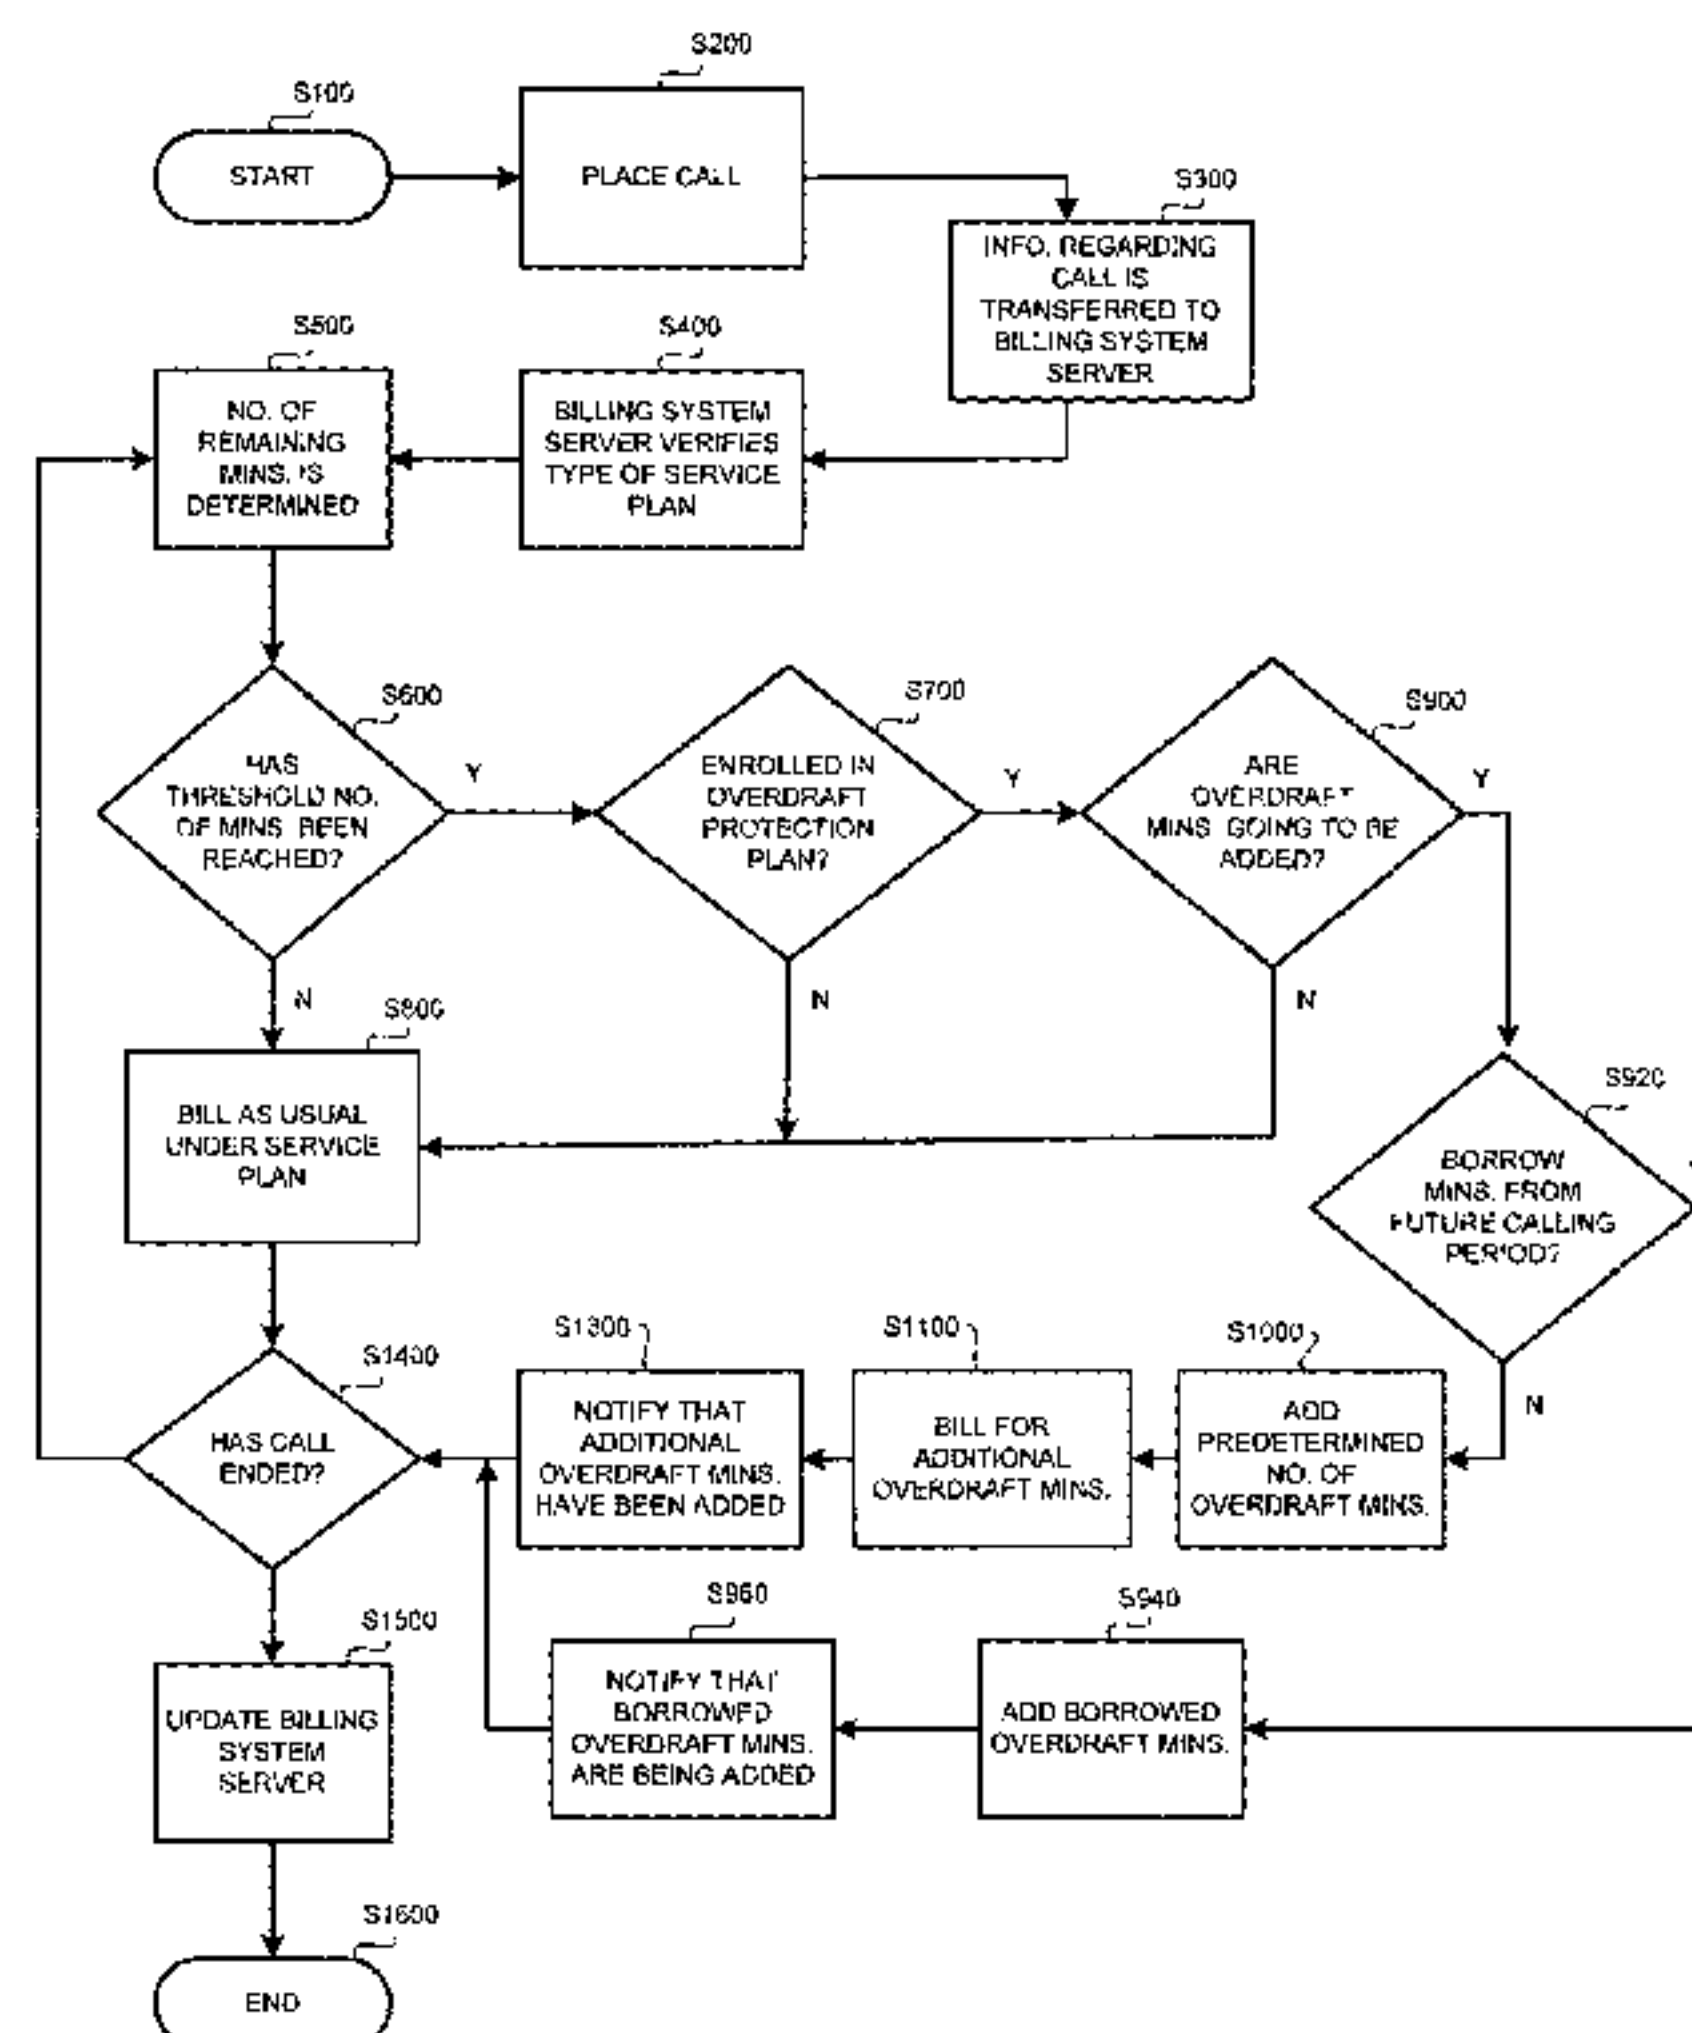 S100
START
S200
PLACE CALL
S300
INFO. REGARDING
CALL IS
TRANSFERRED TO
BILLING SYSTEM
SERVER
S400
BILLING SYSTEM
SERVER VERIFIES
TYPE OF SERVICE
PLAN
S500
NO. OF
REMAINING
MINS. IS
DETERMINED
S600
HAS
THRESHOLD NO.
OF MINS. BEEN
REACHED?
Y
N
S700
ENROLLED IN
OVERDRAFT
PROTECTION
PLAN?
Y
N
S900
ARE
OVERDRAFT
MINS. GOING TO BE
ADDED?
Y
N
S800
BILL AS USUAL
UNDER SERVICE
PLAN
S920
BORROW
MINS. FROM
FUTURE CALLING
PERIOD?
N
S1000
ADD
PREDETERMINED
NO. OF
OVERDRAFT MINS.
S1100
BILL FOR
ADDITIONAL
OVERDRAFT MINS.
S1300
NOTIFY THAT
ADDITIONAL
OVERDRAFT MINS.
HAVE BEEN ADDED
S1400
HAS CALL
ENDED?
S940
ADD BORROWED
OVERDRAFT MINS.
S960
NOTIFY THAT
BORROWED
OVERDRAFT MINS.
ARE BEING ADDED
S1500
UPDATE BILLING
SYSTEM
SERVER
S1600
END